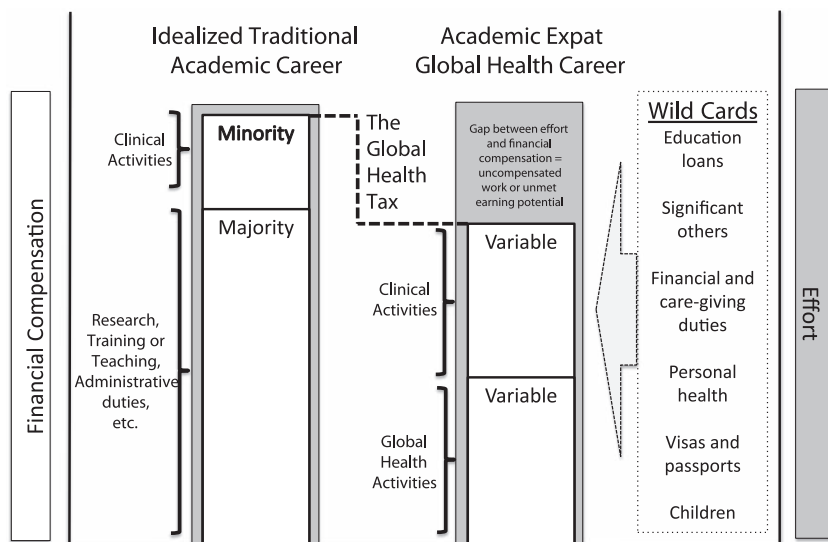 Financial Compensation
Idealized Traditional
Academic Career
Clinical
Activities
Minority
Majority
Research,
Training or
Teaching,
Administrative
duties,
etc.
The
Global
Health
Tax
Academic Expat
Global Health Career
Gap between effort
and financial
compensation =
uncompensated
work or unmet
earning potential
Variable
Clinical
Activities
Variable
Global
Health
Activities
Wild Cards
Education
loans
Significant
others
Financial and
care-giving
duties
Personal
health
Visas and
passports
Children
Effort